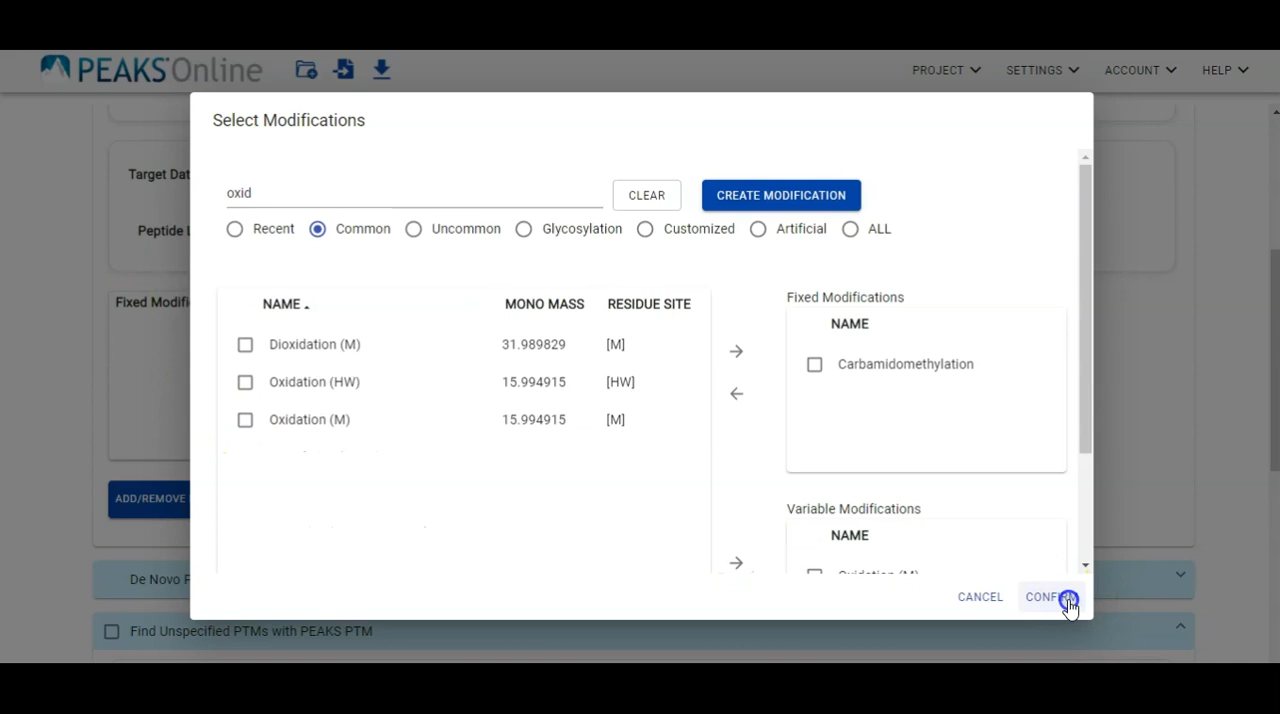 PEAKS Online
PROJECT SETTINGS ACCOUNT HELP
Select Modifications
Target Dat
oxid CLEAR CREATE MODIFICATION
Recent Common Uncommon Glycosylation Customized Artificial ALL
Peptide
Fixed Modifi
NAME MONO MASS RESIDUE SITE
Dioxidation (M) 31.989829 [M]
Oxidation (HW) 15.994915 [HW]
Oxidation (M) 15.994915 [M]
Fixed Modifications
NAME
Carbamidomethylation
Variable Modifications
NAME
Oxidation (M)
ADD/REMOVE
CANCEL CONFIRM
De Novo
Find Unspecified PTMs with PEAKS PTM